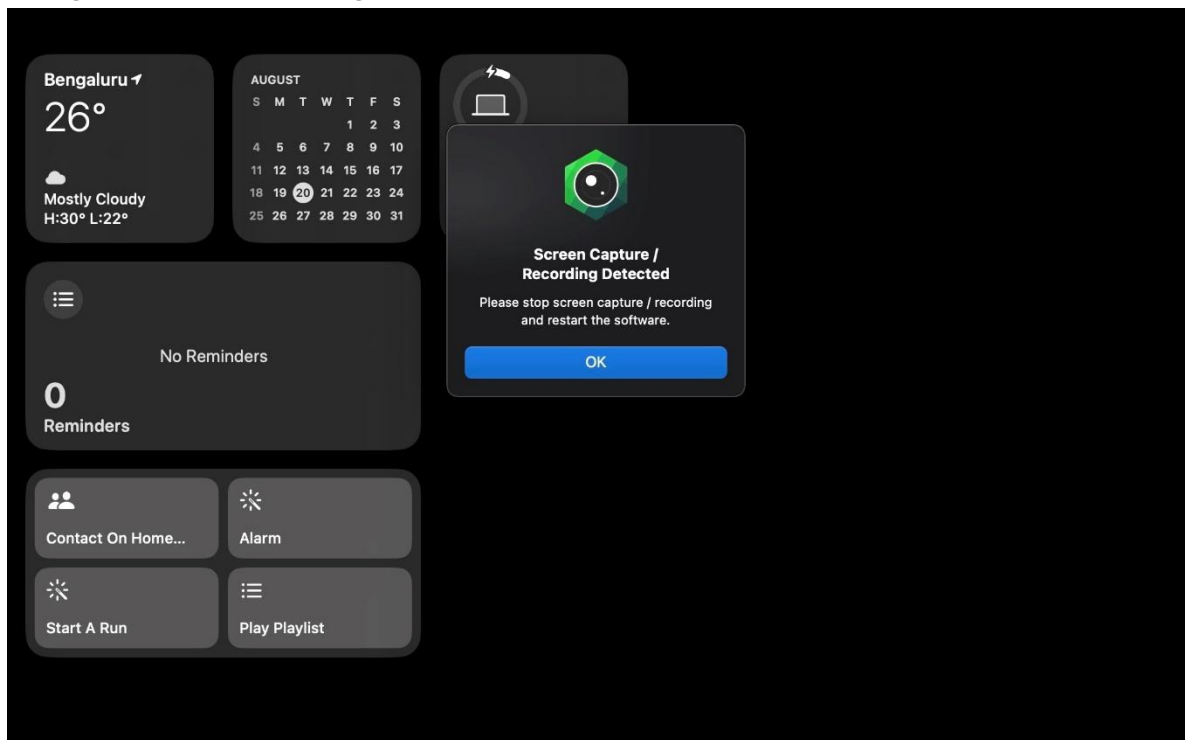 Bengaluru
26°
Mostly Cloudy
H:30° L:22°
AUGUST
S M T W T F S
1 2 3
4 5 6 7 8 9 10
11 12 13 14 15 16 17
18 19 20 21 22 23 24
25 26 27 28 29 30 31
Screen Capture /
Recording Detected
Please stop screen capture / recording
and restart the software.
OK
No Reminders
0
Reminders
Contact On Home...
Alarm
Start A Run
Play Playlist